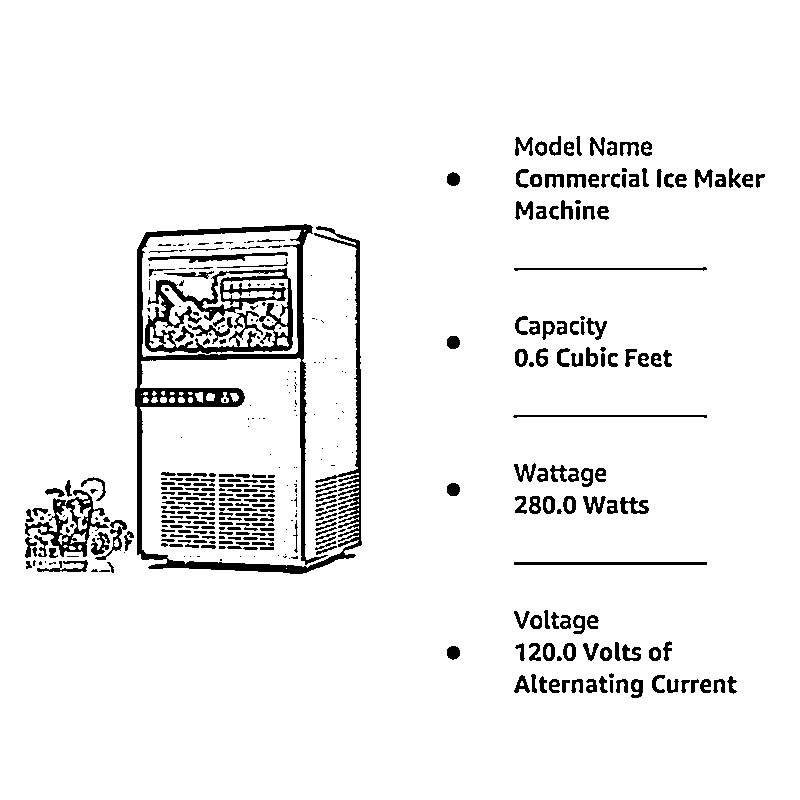 Model Name
Commercial Ice Maker
Machine
Capacity
0.6 Cubic Feet
Wattage
280.0 Watts
Voltage
120.0 Volts of
Alternating Current